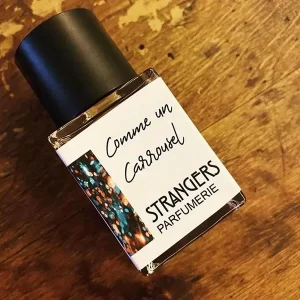 Comme un
Carrousel
STRANGERS
PARFUMERIE